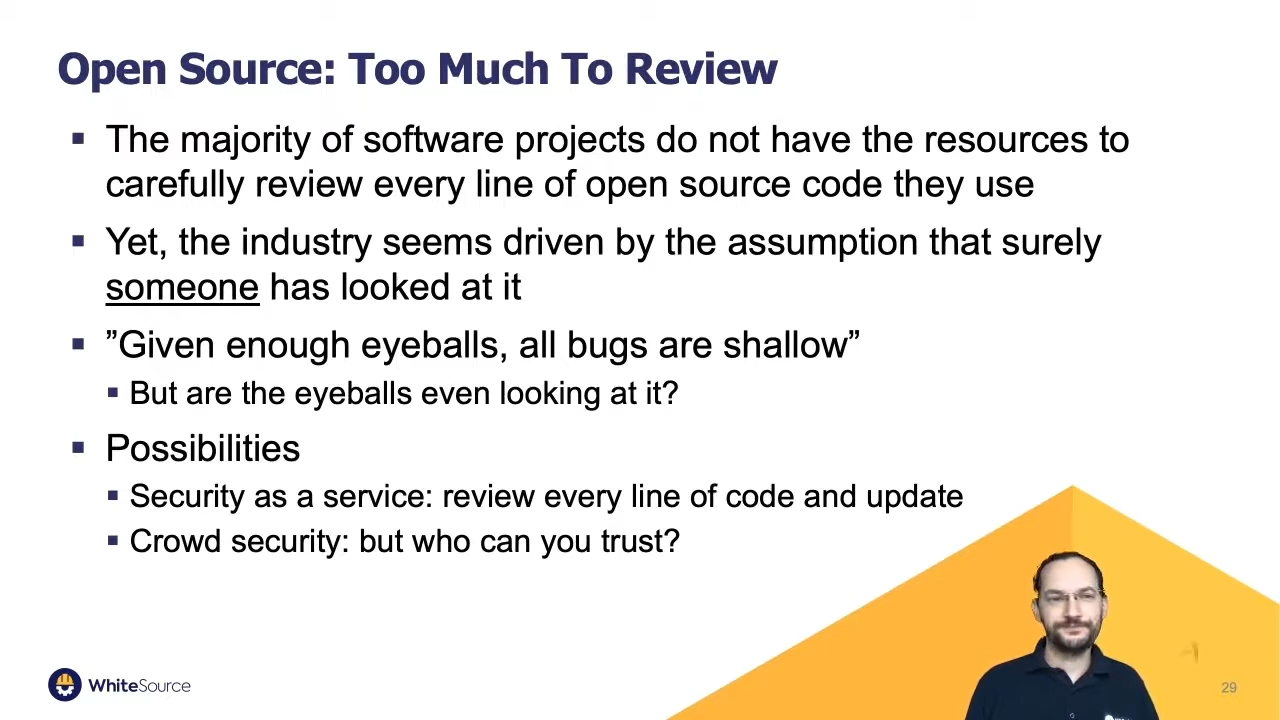 Open Source: Too Much To Review
▪ The majority of software projects do not have the resources to
carefully review every line of open source code they use
▪ Yet, the industry seems driven by the assumption that surely
someone has looked at it
▪ ”Given enough eyeballs, all bugs are shallow”
▪ But are the eyeballs even looking at it?
▪ Possibilities
▪ Security as a service: review every line of code and update
▪ Crowd security: but who can you trust?
WhiteSource
29